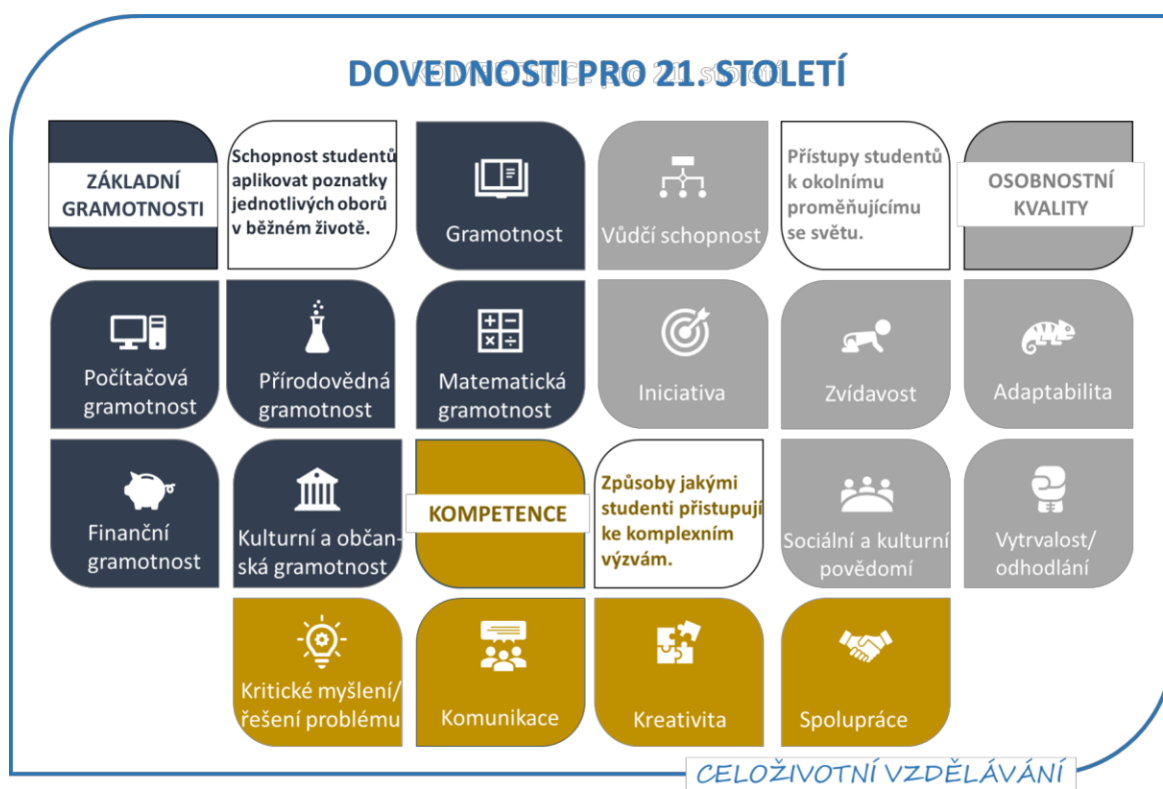 DOVEDNOSTI PRO 21. STOLETÍ
ZÁKLADNÍ
GRAMOTNOSTI
Schopnost studentů
aplikovat poznatky
jednotlivých oborů
v běžném životě.
Gramotnost
Vůdčí schopnost
Přístupy studentů
k okolnímu
proměňujícímu
se světu.
OSOBNOSTNÍ
KVALITY
Počítačová
gramotnost
Přírodovědná
gramotnost
Matematická
gramotnost
Iniciativa
Zvídavost
Adaptabilita
Finanční
gramotnost
Kulturní a občan-
ská gramotnost
KOMPETENCE
Způsoby jakými
studenti přistupují
ke komplexním
výzvám.
Sociální a kulturní
povědomí
Vytrvalost/
odhodlání
Kritické myšlení/
řešení problému
Komunikace
Kreativita
Spolupráce
CELOŽIVOTNÍ VZDĚLÁVÁNÍ